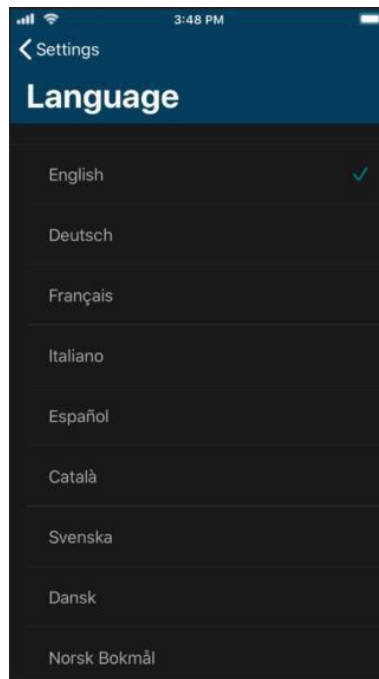 3:48 PM
Settings
Language
English
Deutsch
Français
Italiano
Español
Català
Svenska
Dansk
Norsk Bokmål